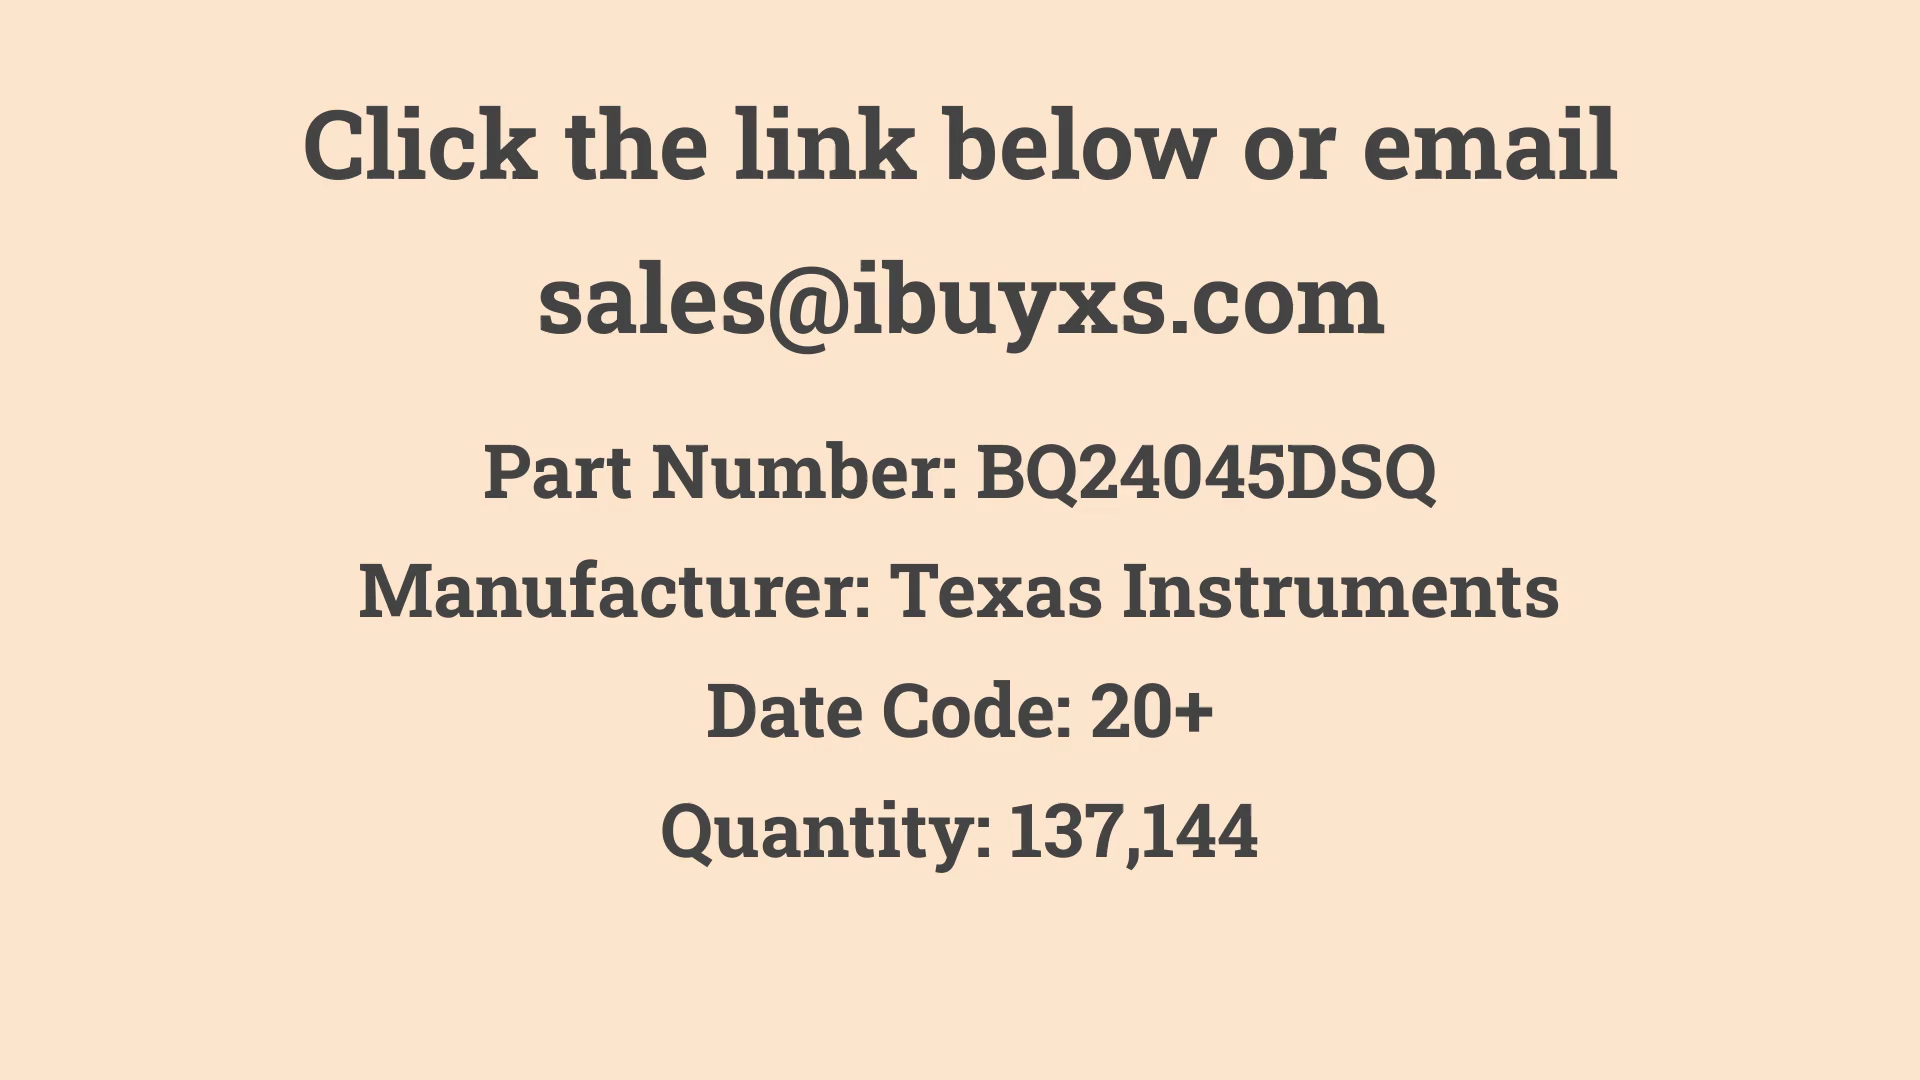 Click the link below or email
sales@ibuyxs.com
Part Number: BQ24045DSQ
Manufacturer: Texas Instruments
Date Code: 20+
Quantity: 137,144